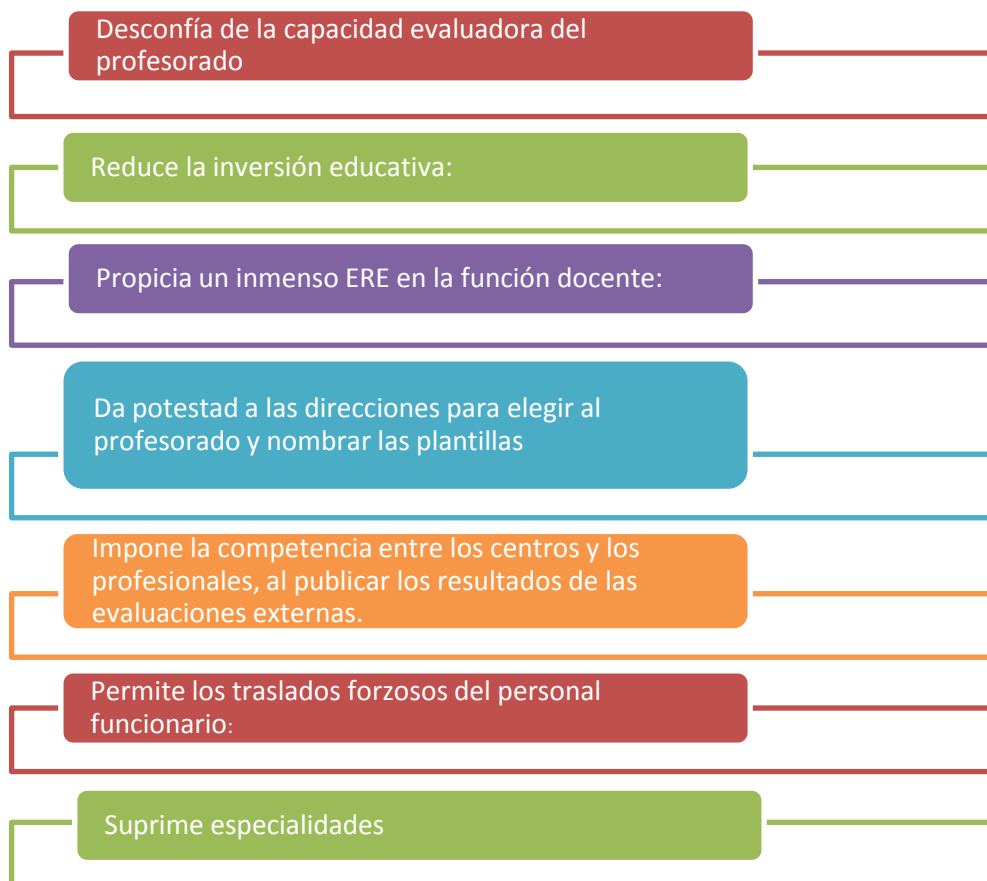 Desconfía de la capacidad evaluadora del
profesorado
Reduce la inversión educativa:
Propicia un inmenso ERE en la función docente:
Da potestad a las direcciones para elegir al
profesorado y nombrar las plantillas
Impone la competencia entre los centros y los
profesionales, al publicar los resultados de las
evaluaciones externas.
Permite los traslados forzosos del personal
funcionario:
Suprime especialidades